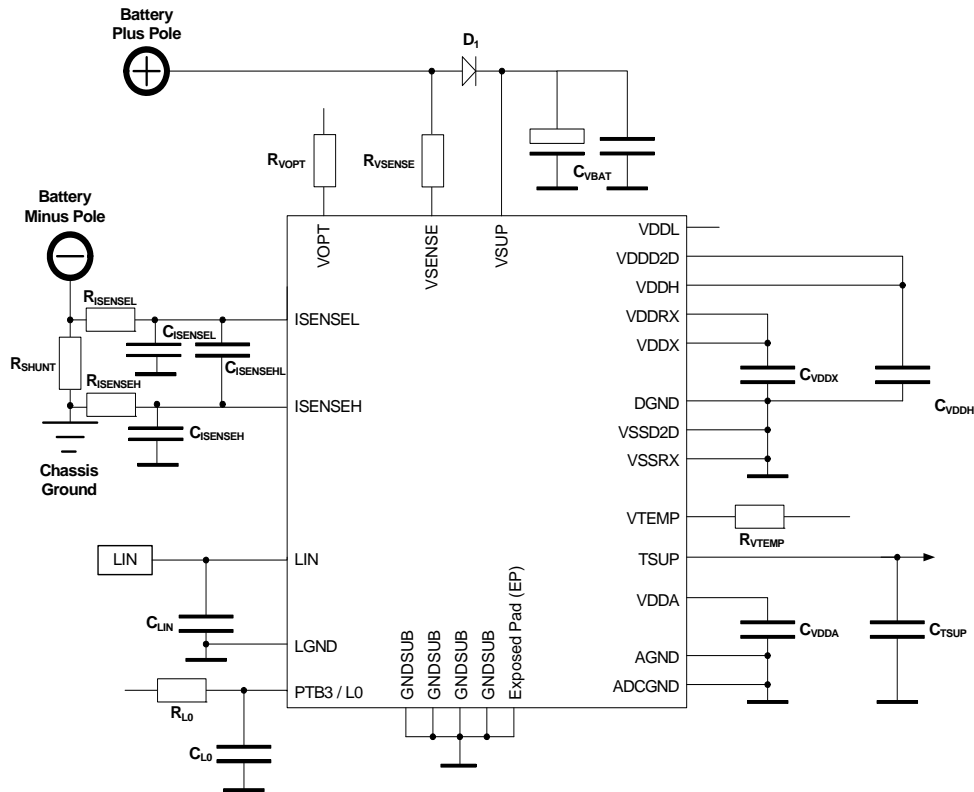 Battery
Plus Pole
D1
RVOPT
RVSENSE
CVBAT
Battery
Minus Pole
VOPT
VSENSE
VSUP
VDDL
VDDD2D
VDDH
VDDRX
VDDX
DGND
VSSD2D
VSSRX
VTEMP
TSUP
VDDA
AGND
ADCGND
RISENSEL
CISENSEL
ISENSEL
RSHUNT
CISENSEHL
RISENSEH
ISENSEH
CISENSEH
Chassis
Ground
CVDDX
CVDDH
RVTEMP
LIN
LIN
CLIN
LGND
CVDDA
CTSUP
PTB3 / L0
RL0
CL0
GNDSUB
GNDSUB
GNDSUB
GNDSUB
Exposed Pad (EP)